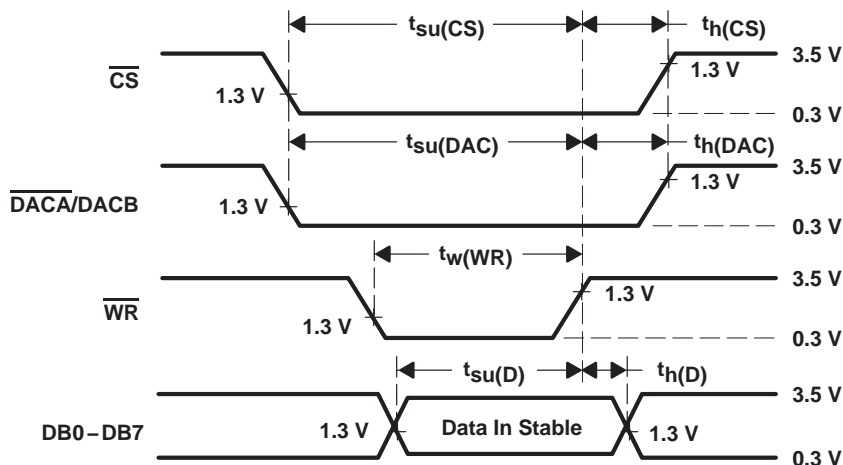 tsu(CS) th(CS)
CS 1.3 V 1.3 V 3.5 V
0.3 V
tsu(DAC) th(DAC)
DACA/DACB 1.3 V 1.3 V 3.5 V
0.3 V
tw(WR)
WR 1.3 V 1.3 V 3.5 V
0.3 V
tsu(D) th(D)
DB0–DB7 1.3 V Data In Stable 1.3 V 3.5 V
0.3 V